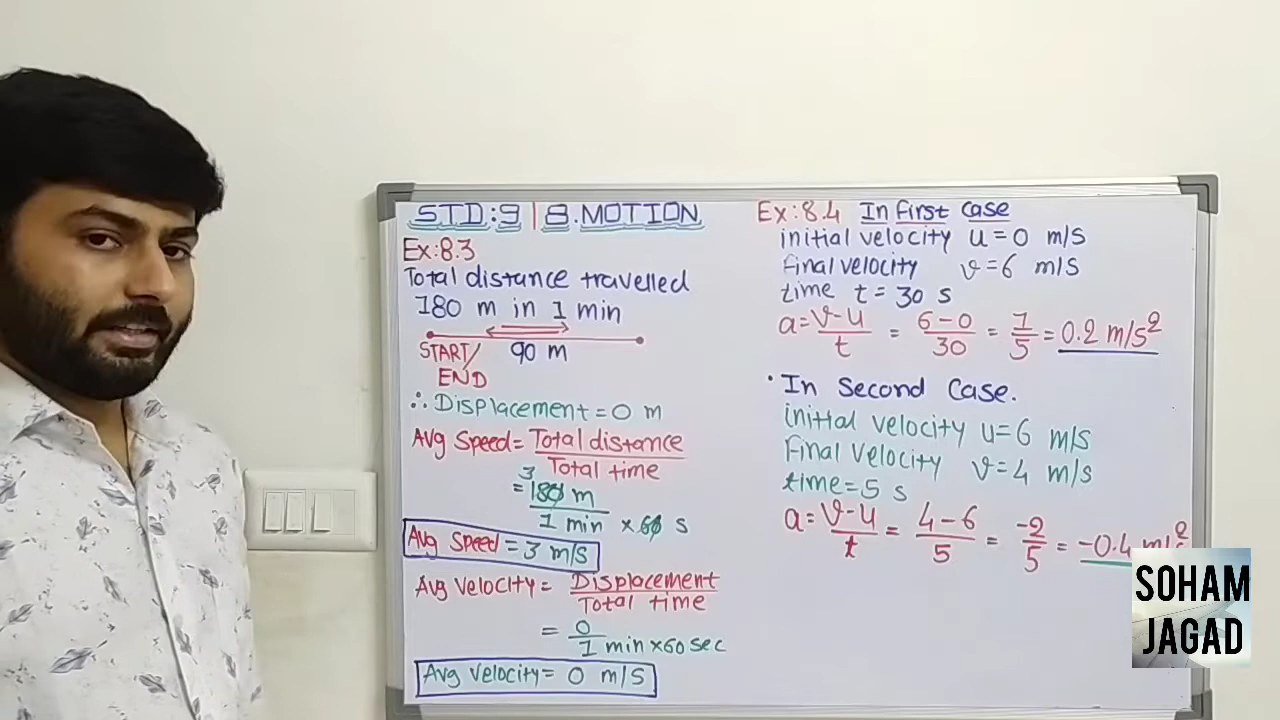 STD:9 | 8.MOTION
Ex:8.3
Total distance travelled
180 m in 1 min
START/
END
90 m
∴ Displacement = 0 m
Avg Speed = Total distance
Total time
3
= 180 m
1 min × 60 s
Avg Speed = 3 m/s
Avg Velocity = Displacement
Total time
= 0
1 min × 60 sec
Avg Velocity = 0 m/s
Ex:8.4 In First Case
initial velocity u = 0 m/s
final velocity v = 6 m/s
time t = 30 s
a = v-u/t = 6-0/30 = 1/5 = 0.2 m/s²
• In Second Case.
initial velocity u = 6 m/s
Final velocity v = 4 m/s
time = 5 s
a = v-u/t = 4-6/5 = -2/5 = -0.4 m/s²
SOHAM
JAGAD